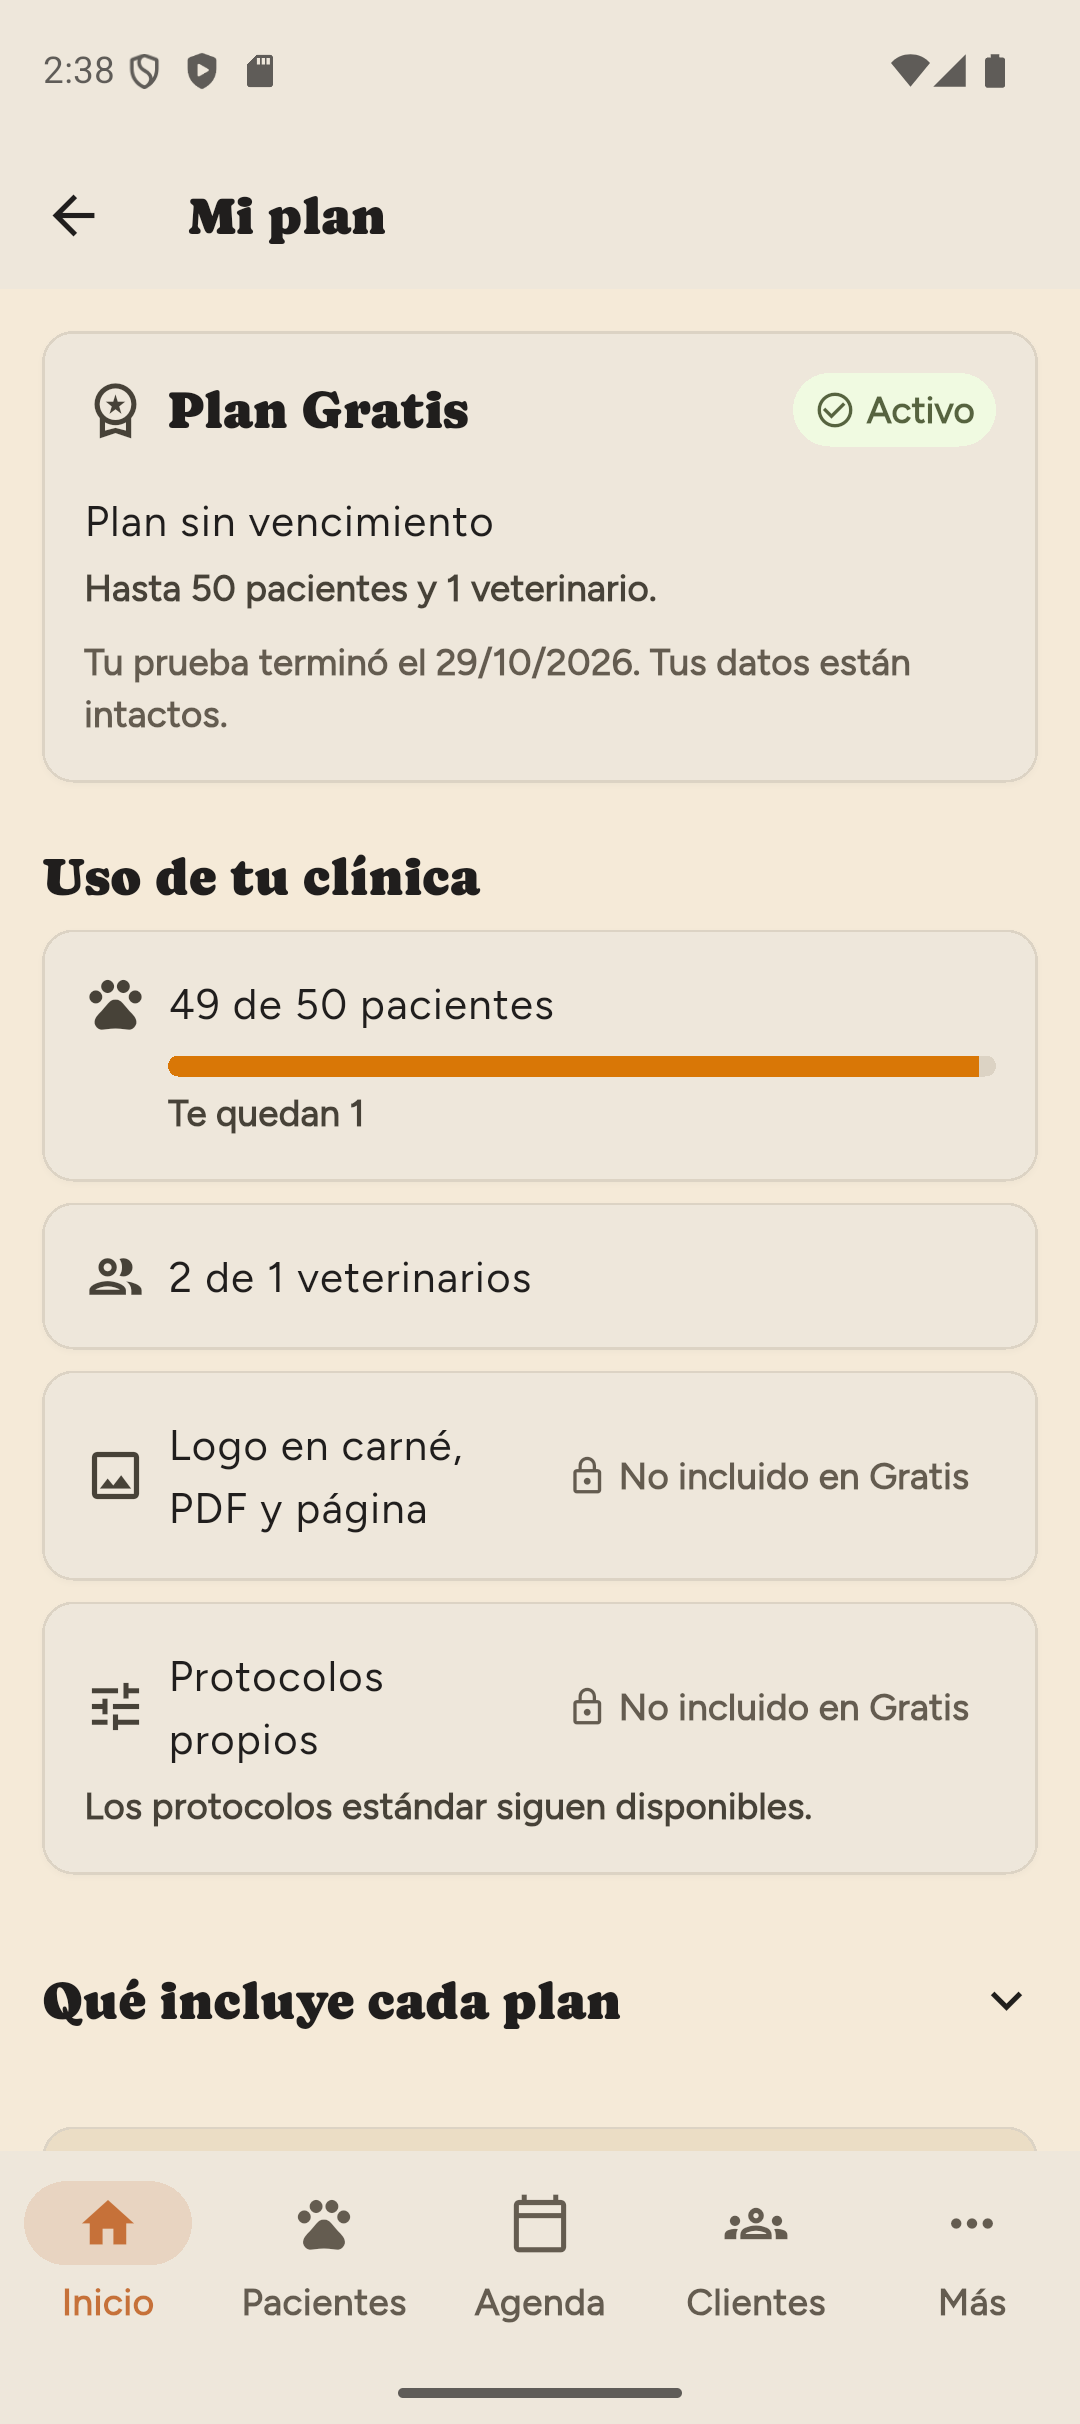 2:38
Mi plan
Plan Gratis
Activo
Plan sin vencimiento
Hasta 50 pacientes y 1 veterinario.
Tu prueba terminó el 29/10/2026. Tus datos están
intactos.
Uso de tu clínica
49 de 50 pacientes
Te quedan 1
2 de 1 veterinarios
Logo en carné,
PDF y página
No incluido en Gratis
Protocolos
propios
No incluido en Gratis
Los protocolos estándar siguen disponibles.
Qué incluye cada plan
Inicio
Pacientes
Agenda
Clientes
Más